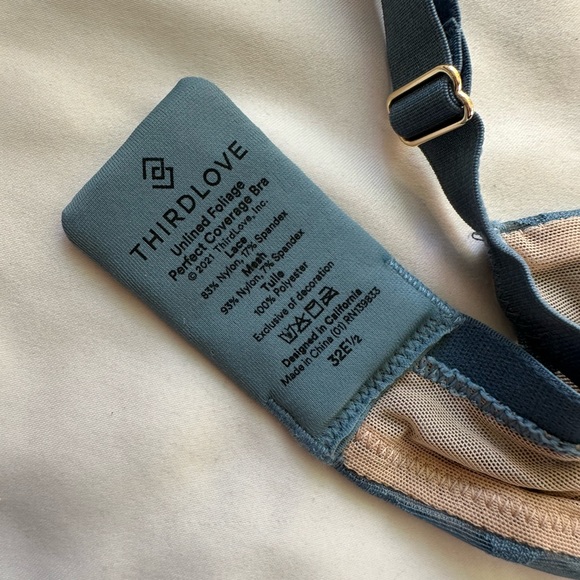 THIRDLOVE
Unlined Foliage
Perfect Coverage Bra
© 2021 ThirdLove, Inc.
Lace
83% Nylon, 17% Spandex
Mesh
93% Nylon, 7% Spandex
Tulle
100% Polyester
Exclusive of decoration
Designed in California
Made in China (01) RN139833
32E1/2